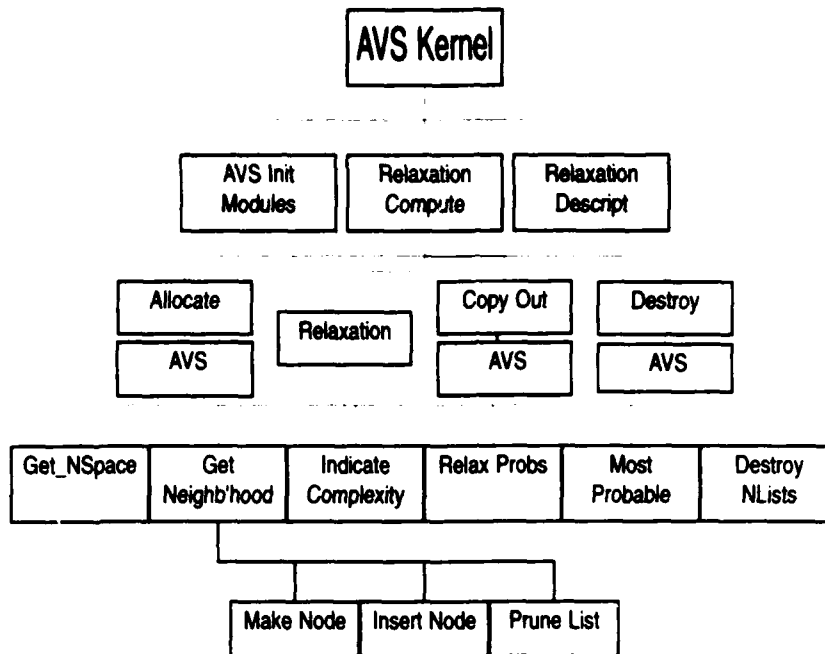 AVS Kernel
AVS Init
Modules
Relaxation
Compute
Relaxation
Descript
Allocate
AVS
Relaxation
Copy Out
AVS
Destroy
AVS
Get_NSpace
Get
Neighb'hood
Indicate
Complexity
Relax Probs
Most
Probable
Destroy
NLists
Make Node
Insert Node
Prune List